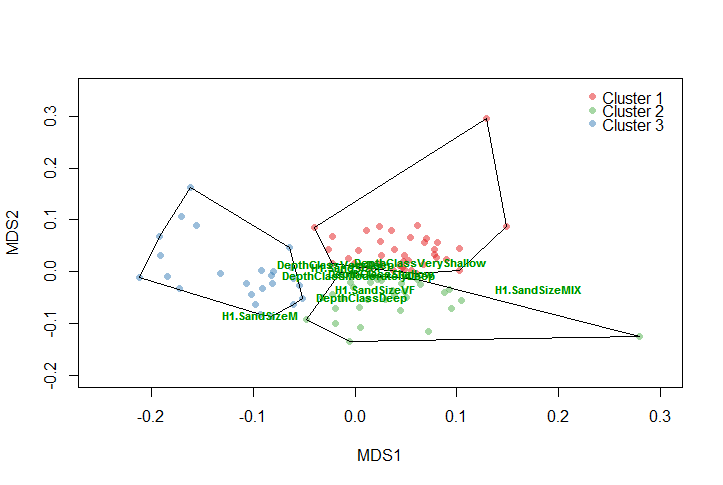 Cluster 1
Cluster 2
Cluster 3
0.3
0.2
0.1
0.0
-0.1
-0.2
MDS2
DepthClassVeryShallow
H1.SandSizeVF
H1.SandSizeMIX
DepthClassDeep
H1.SandSizeM
-0.2
-0.1
0.0
0.1
0.2
0.3
MDS1